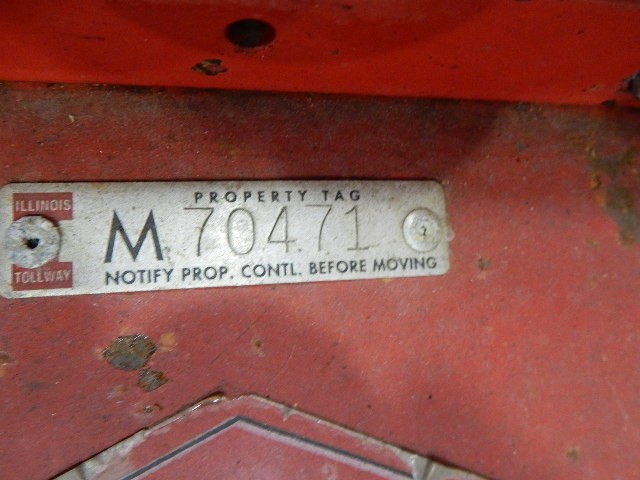 PROPERTY TAG
ILLINOIS
TOLLWAY
M 70471
NOTIFY PROP. CONTL. BEFORE MOVING